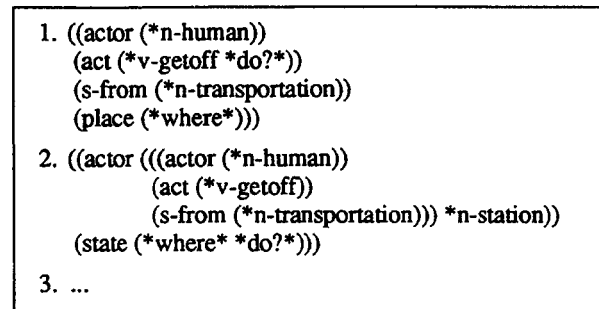 1. ((actor (*n-human))
(act (*v-getoff *do?*))
(s-from (*n-transportation))
(place (*where*)))
2. ((actor (((actor (*n-human))
(act (*v-getoff))
(s-from (*n-transportation))) *n-station))
(state (*where* *do?*)))
3. ...